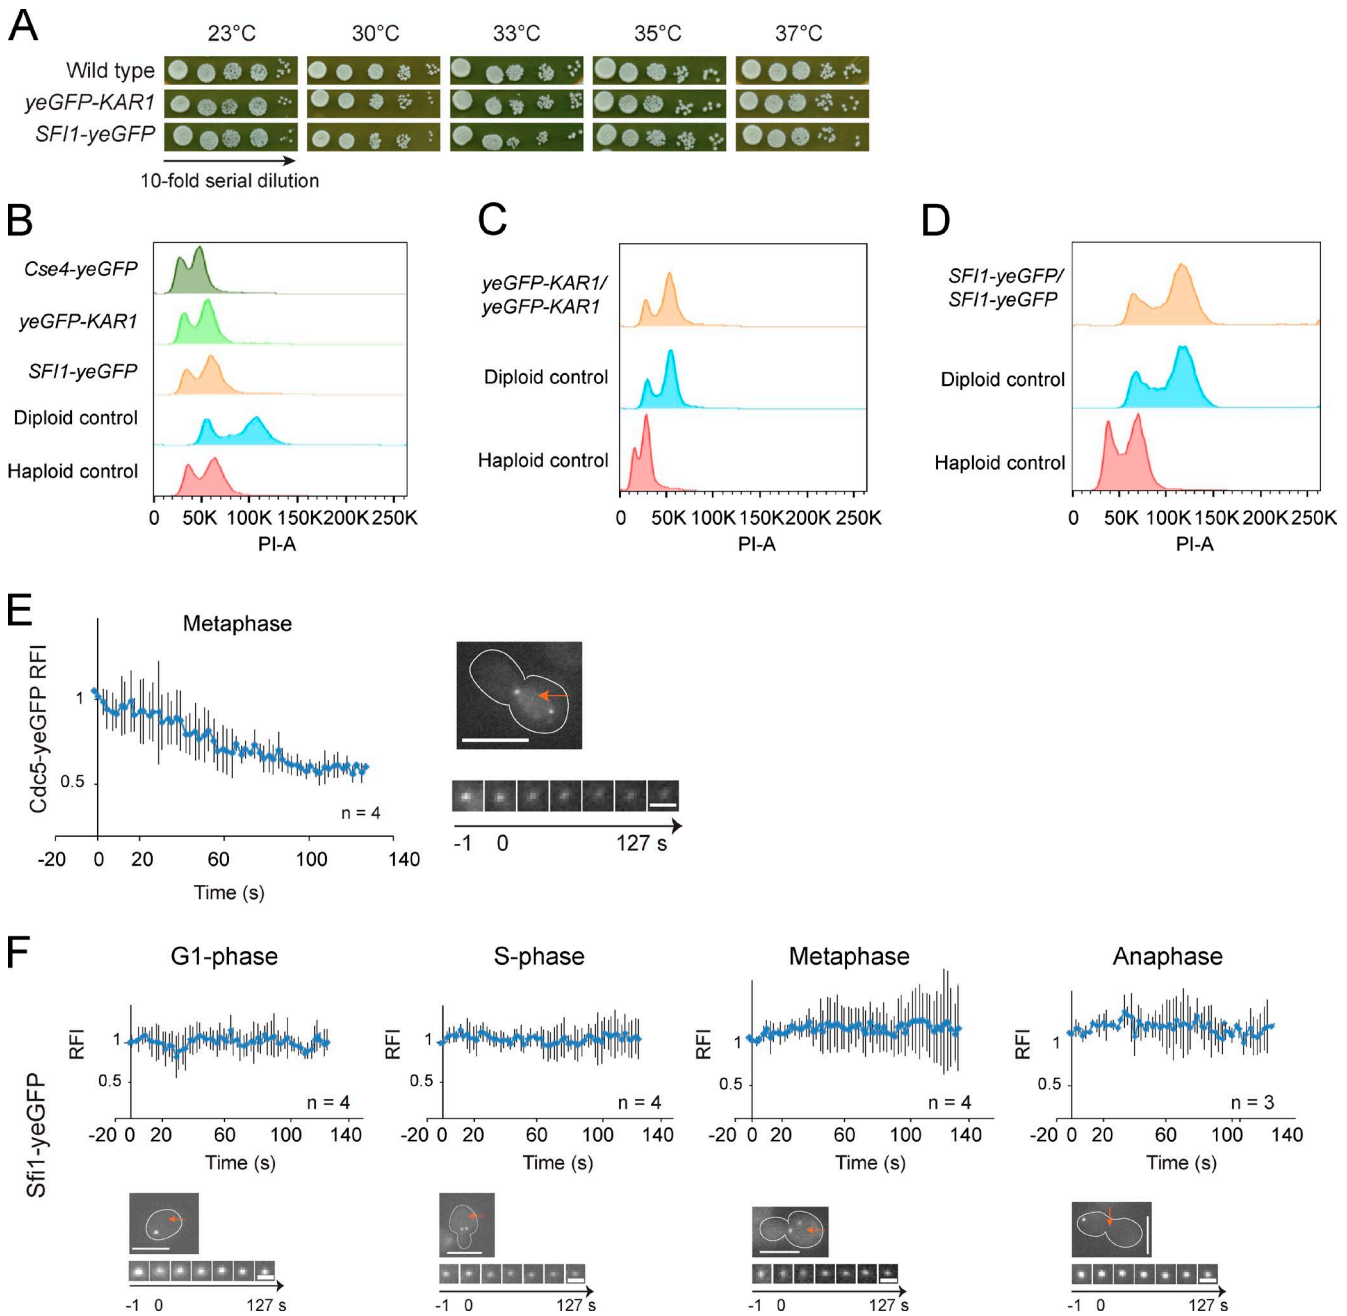 A
23°C 30°C 33°C 35°C 37°C
Wild type
yeGFP-KAR1
SFI1-yeGFP
10-fold serial dilution
B
Cse4-yeGFP
yeGFP-KAR1
SFI1-yeGFP
Diploid control
Haploid control
0 50K 100K 150K 200K 250K
PI-A
C
yeGFP-KAR1/
yeGFP-KAR1
Diploid control
Haploid control
0 50K 100K 150K 200K 250K
PI-A
D
SFI1-yeGFP/
SFI1-yeGFP
Diploid control
Haploid control
0 50K 100K 150K 200K 250K
PI-A
E
Metaphase
Cdc5-yeGFP RFI
1
0.5
n = 4
-20 0 20 60 100 140
Time (s)
-1 0 127 s
F
Sfi1-yeGFP
G1-phase
RFI
1
0.5
n = 4
-20 0 20 60 100 140
Time (s)
-1 0 127 s
S-phase
RFI
1
0.5
n = 4
-20 0 20 60 100 140
Time (s)
-1 0 127 s
Metaphase
RFI
1
0.5
n = 4
-20 0 20 60 100 140
Time (s)
-1 0 127 s
Anaphase
RFI
1
0.5
n = 3
-20 0 20 60 100 140
Time (s)
-1 0 127 s